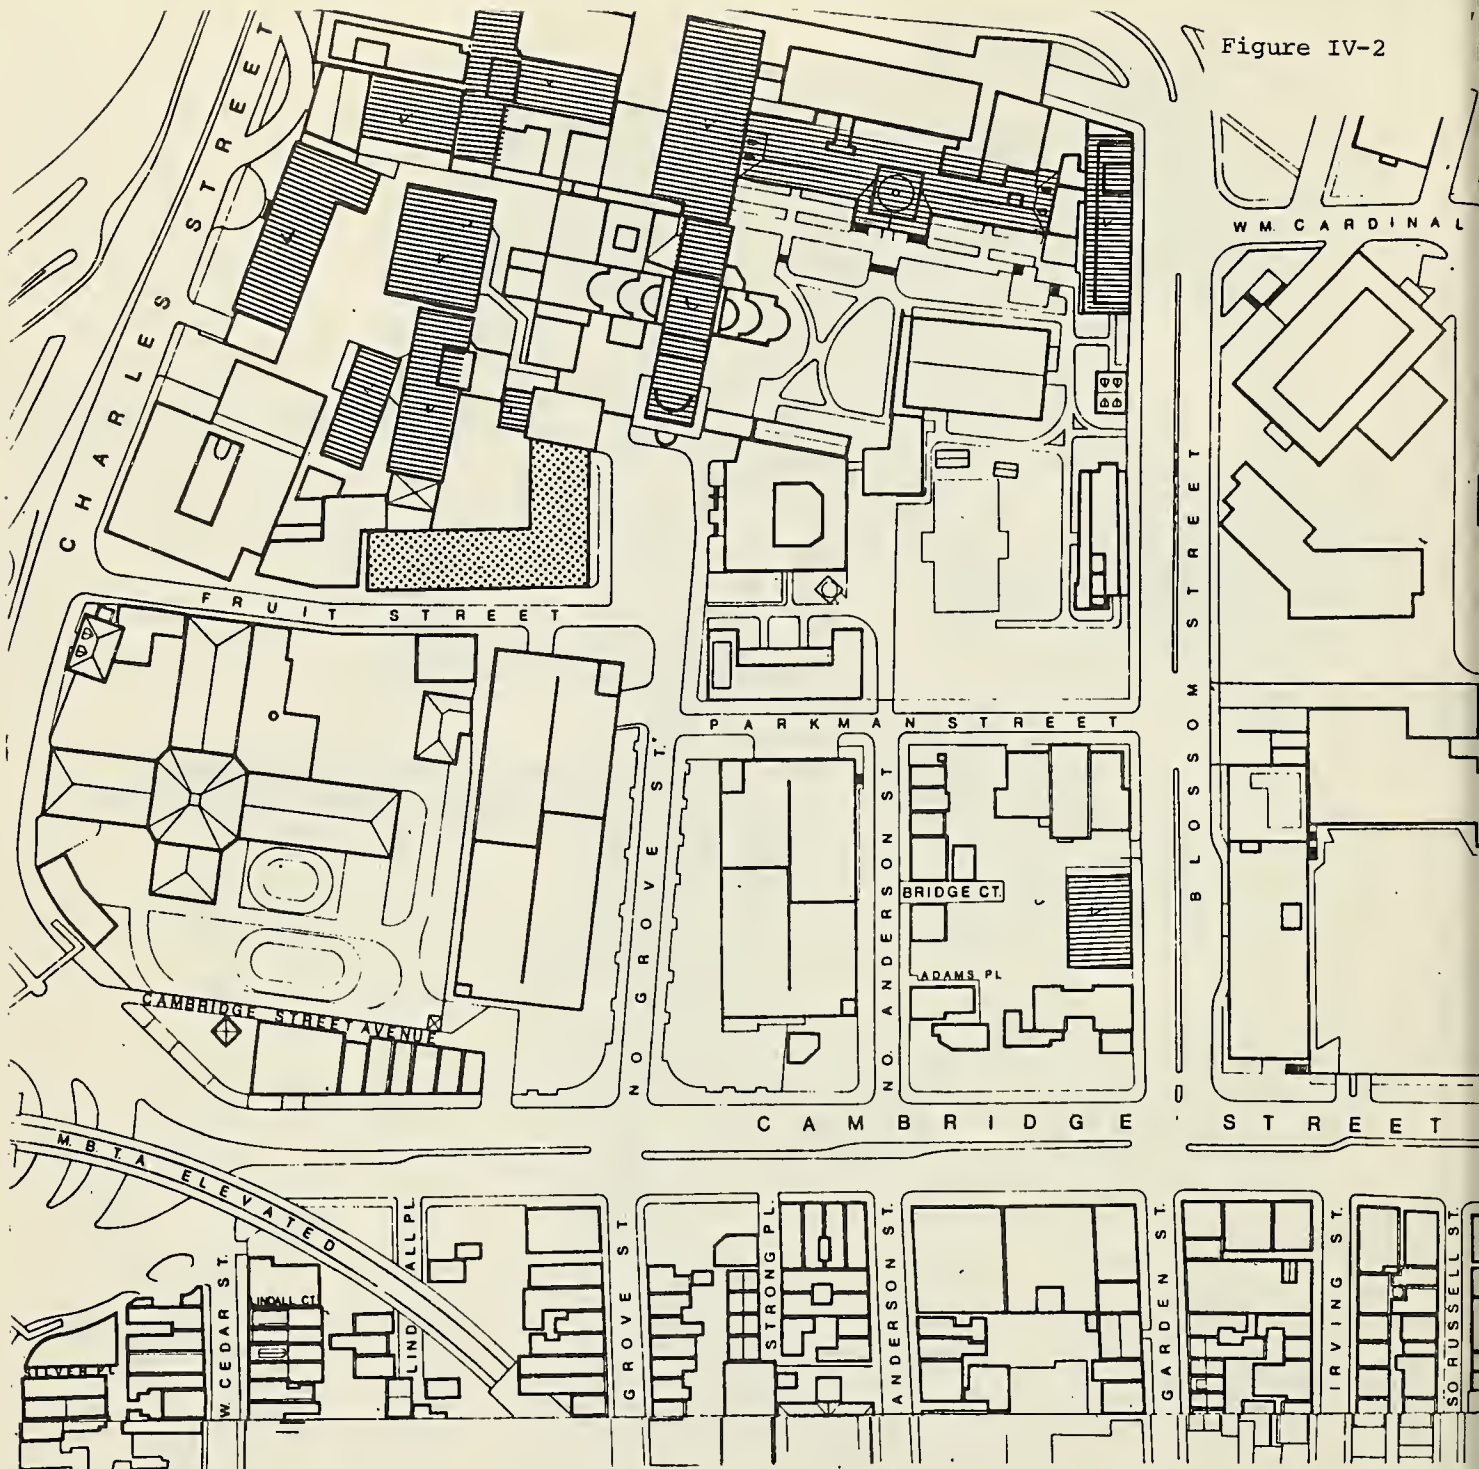 Figure IV-2
CHARLES STREET
WM. CARDINAL
BLOSSOM STREET
FRUIT STREET
PARKMAN STREET
NO. GROVE ST.
NO. ANDERSON ST
BRIDGE CT.
ADAMS PL
CAMBRIDGE STREET AVENUE
CAMBRIDGE STREET
M.B.T.A. ELEVATED
W. CEDAR ST.
LINDALL CT.
LINDALL PL.
GROVE ST.
STRONG PL.
ANDERSON ST.
GARDEN ST.
IRVING ST.
SO RUSSELL ST.
SILVER PL